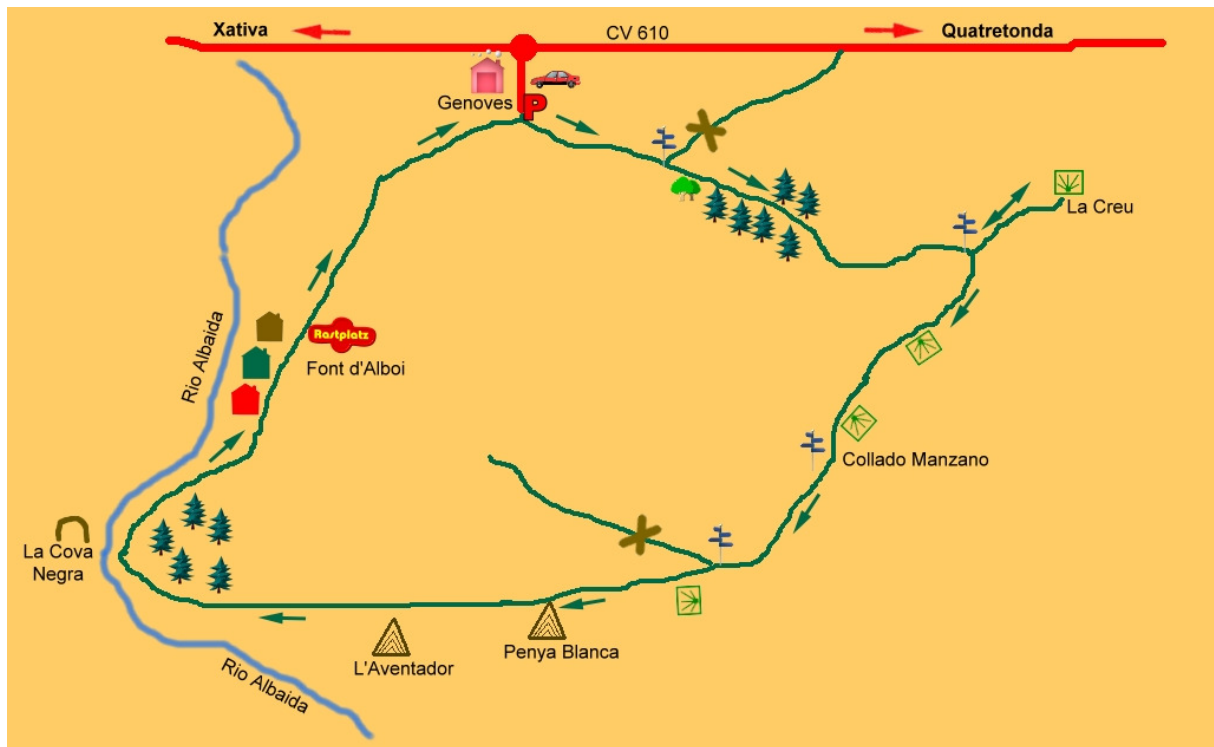 Xativa
CV 610
Quatretonda
Genoves
P
La Creu
Rio Albaida
Rastplatz
Font d'Alboi
Collado Manzano
La Cova
Negra
Penya Blanca
L'Aventador
Rio Albaida